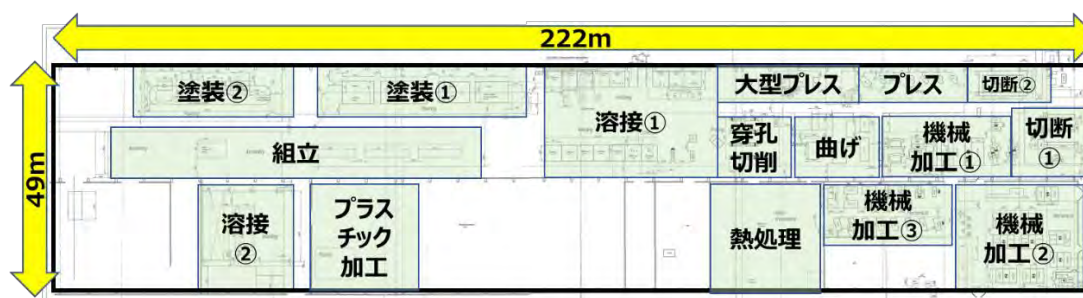 222m
49m
塗装②
塗装①
溶接①
大型プレス
プレス
切断②
組立
穿孔
切削
曲げ
機械
加工①
切断
①
溶接
②
プラス
チック
加工
熱処理
機械
加工③
機械
加工②